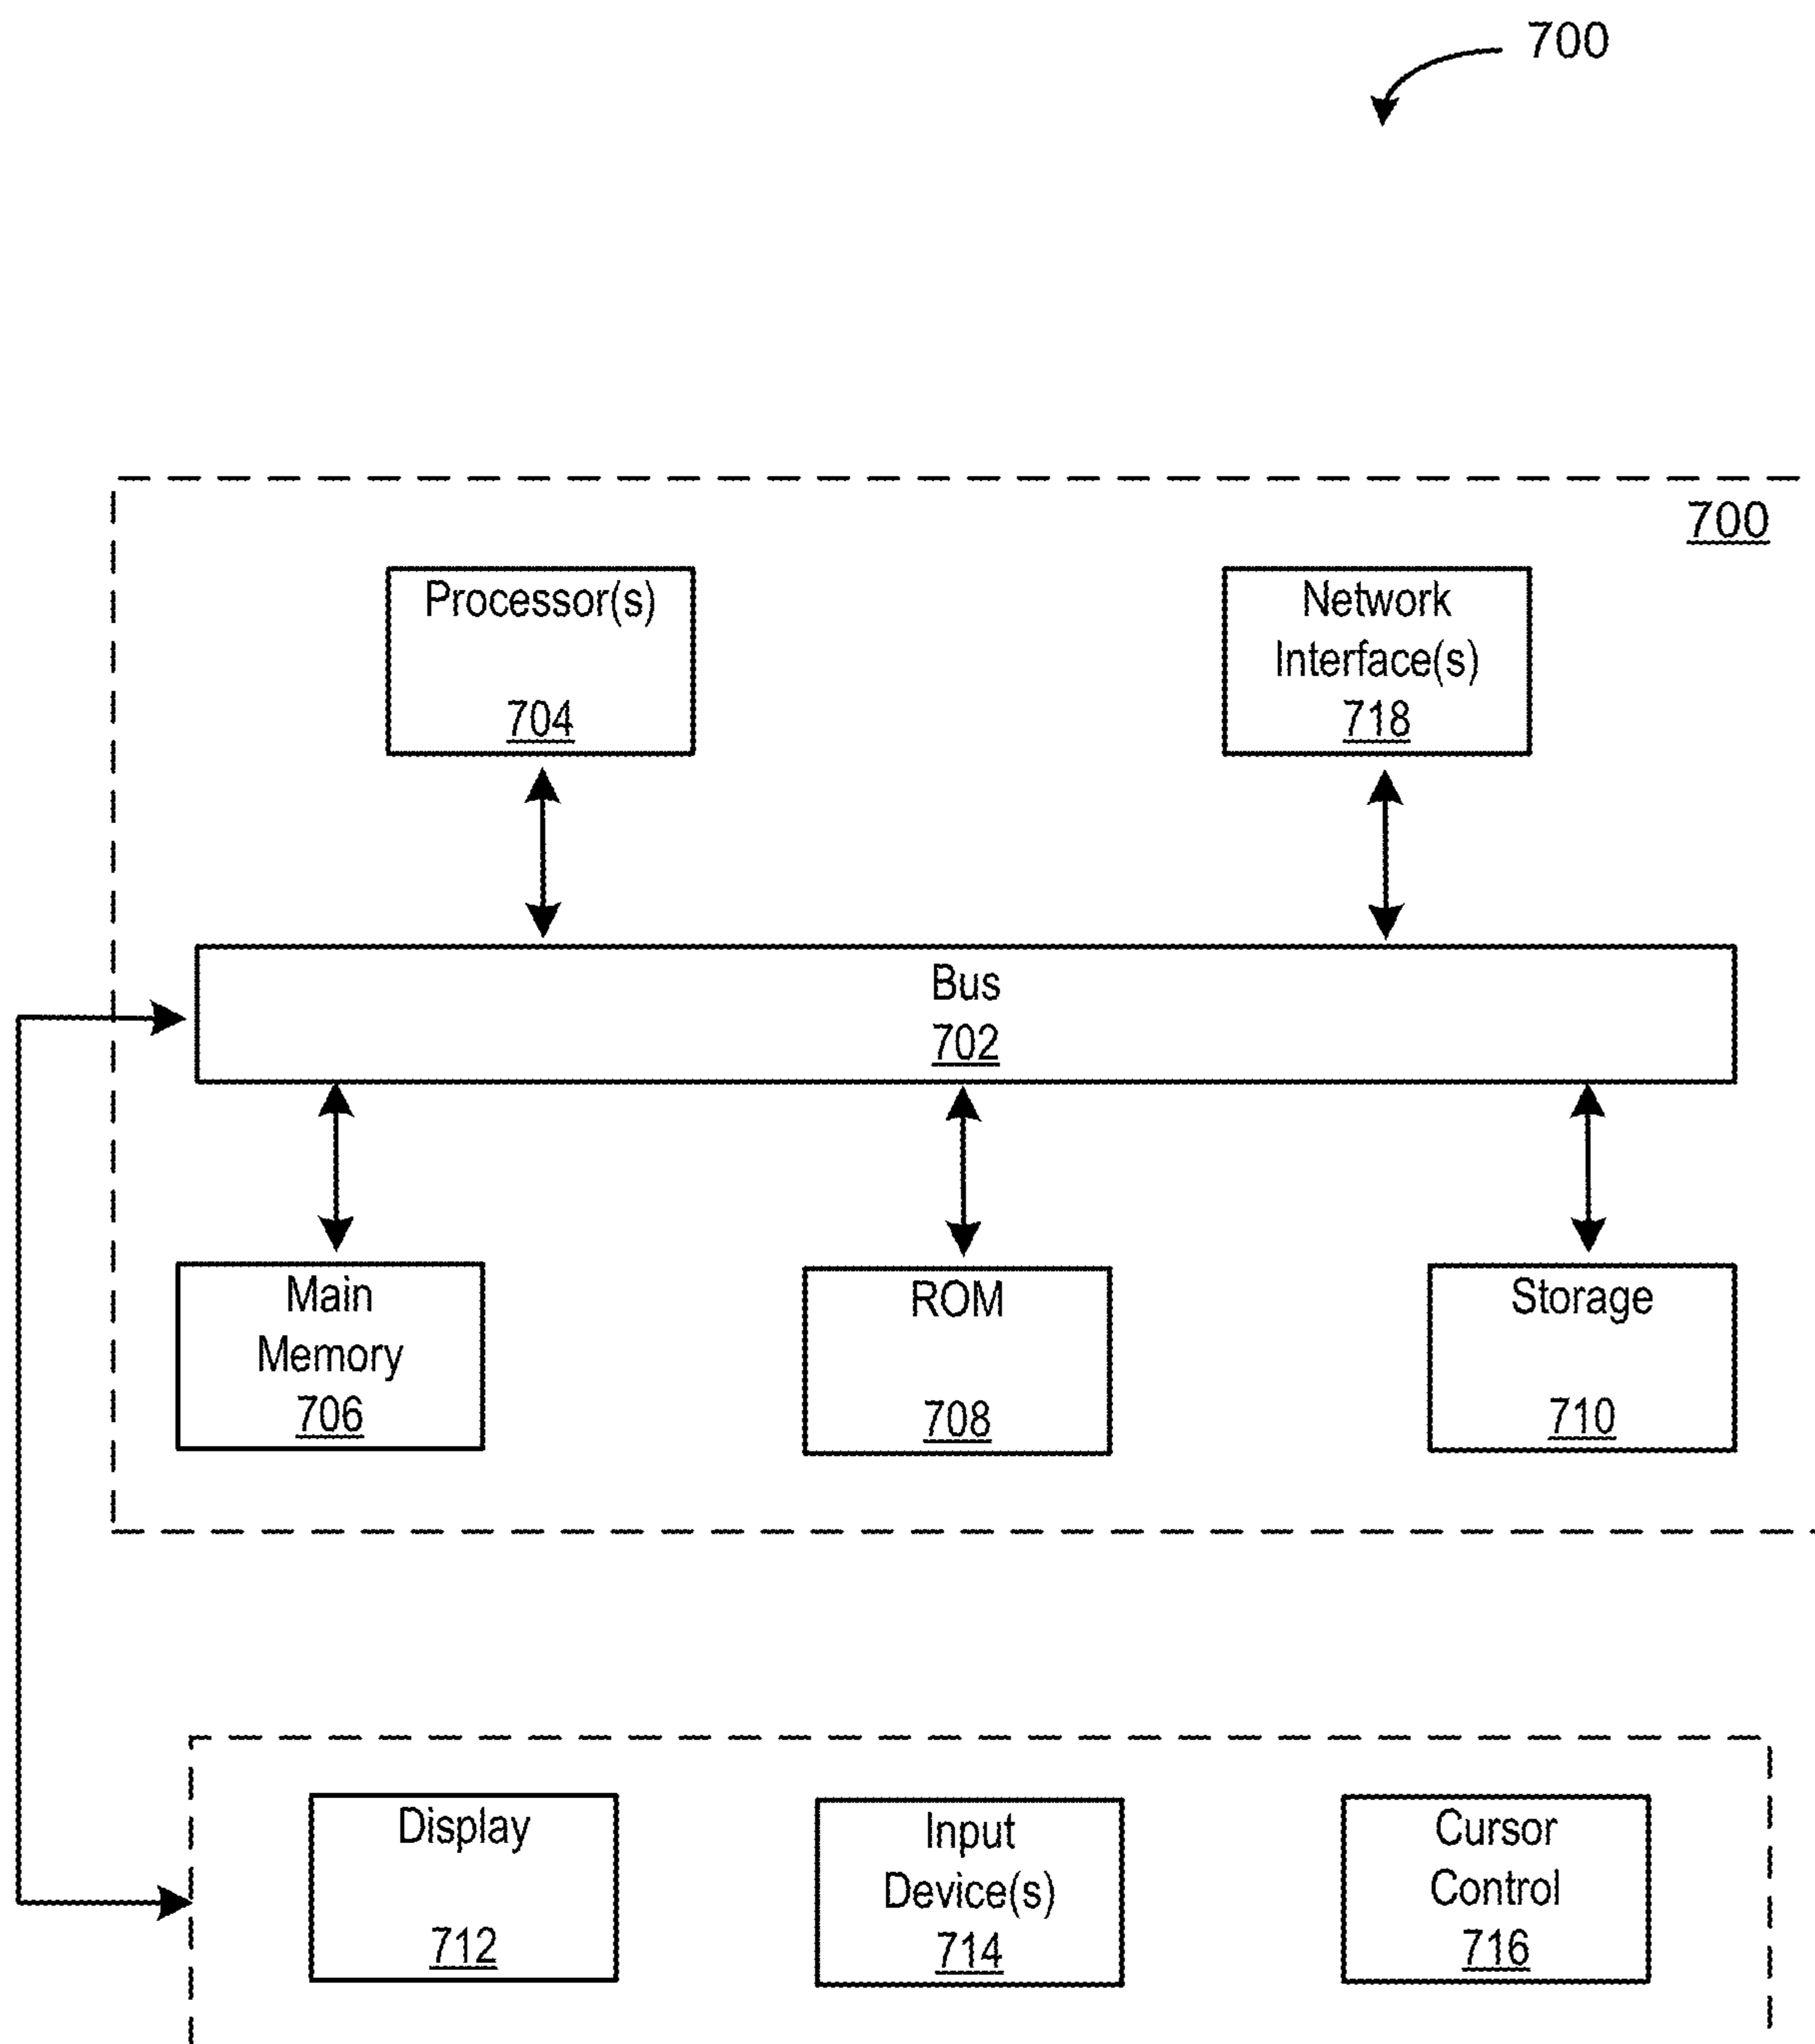 700
700
Processor(s)
704
Network
Interface(s)
718
Bus
702
Main
Memory
706
ROM
708
Storage
710
Display
712
Input
Device(s)
714
Cursor
Control
716